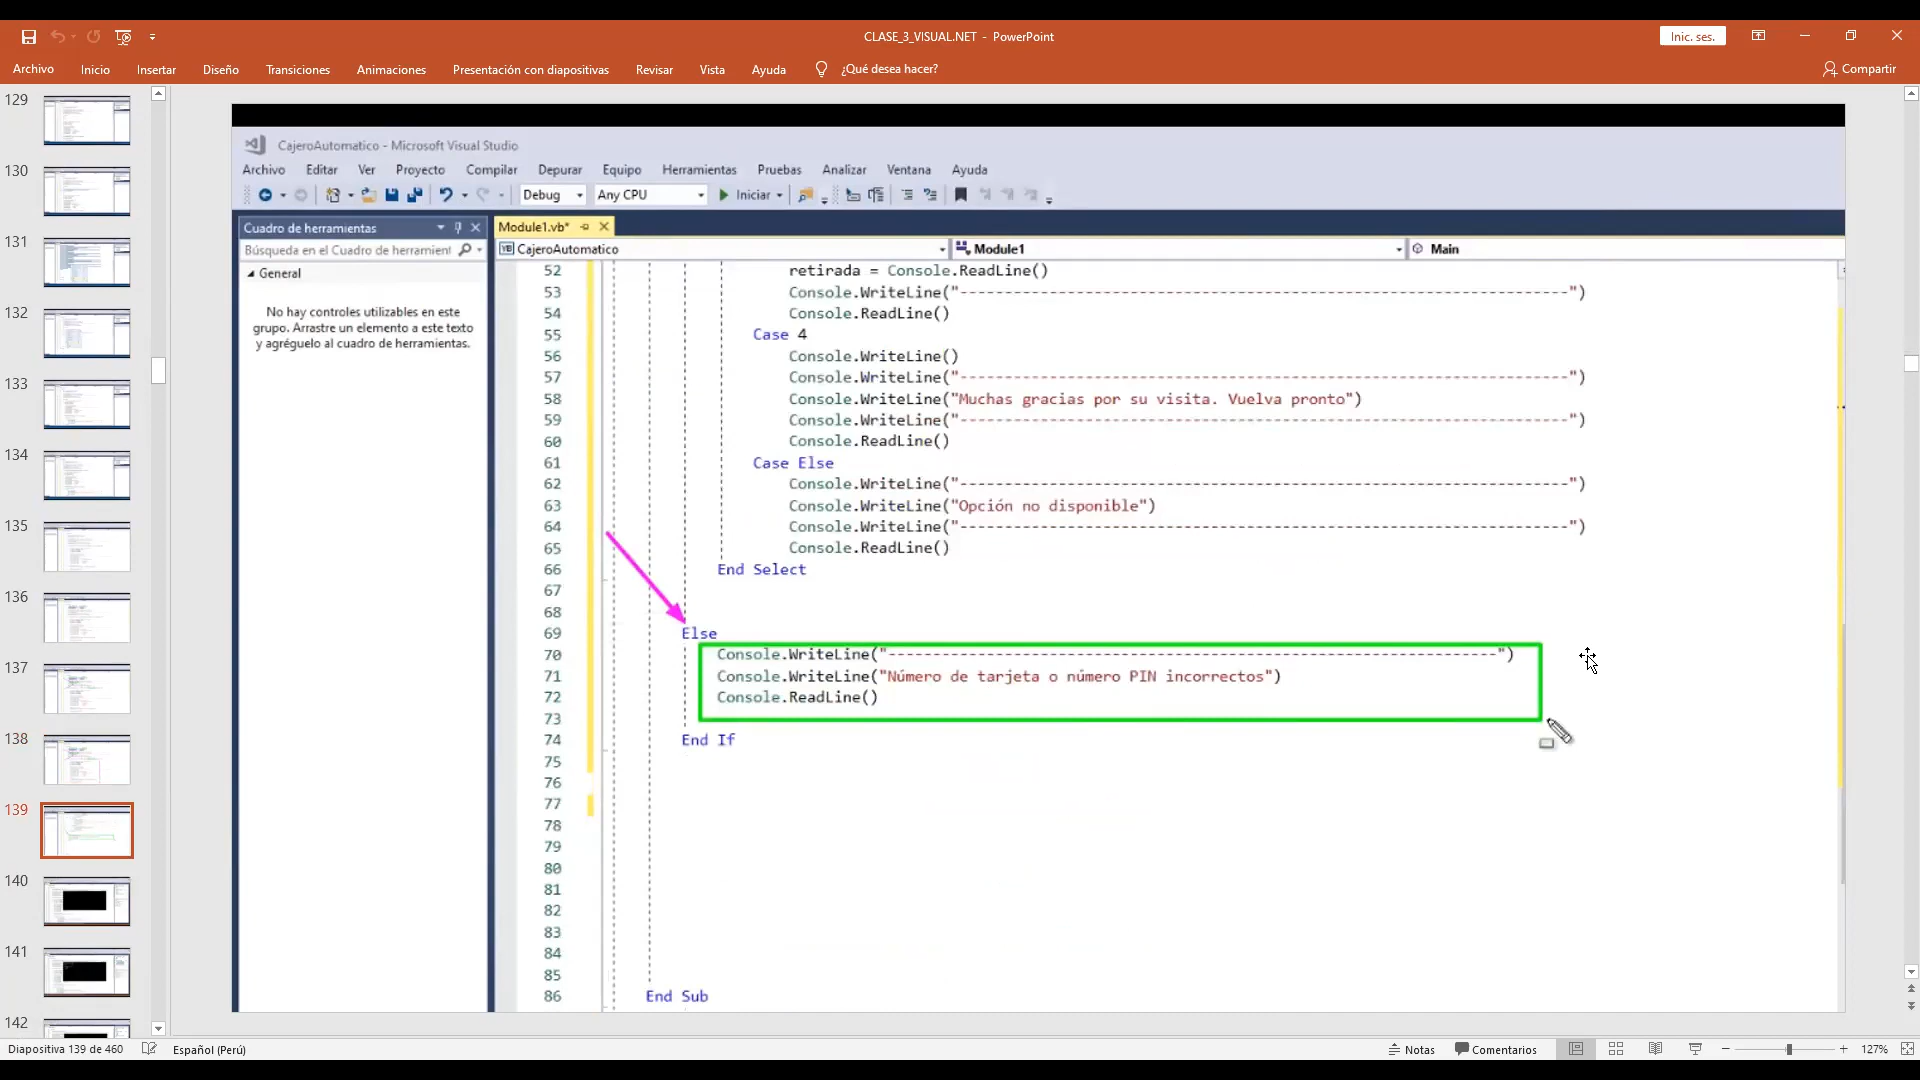 CLASE_3_VISUAL.NET - PowerPoint
Inic. ses.
Archivo Inicio Insertar Diseño Transiciones Animaciones Presentación con diapositivas Revisar Vista Ayuda ¿Qué desea hacer? Compartir
129
130
131
132
133
134
135
136
137
138
139
140
141
142
CajeroAutomatico - Microsoft Visual Studio
Archivo Editar Ver Proyecto Compilar Depurar Equipo Herramientas Pruebas Analizar Ventana Ayuda
Debug Any CPU Iniciar
Cuadro de herramientas
Búsqueda en el Cuadro de herramient
General
No hay controles utilizables en este
grupo. Arrastre un elemento a este texto
y agréguelo al cuadro de herramientas.
Module1.vb*
CajeroAutomatico Module1 Main
52 retirada = Console.ReadLine()
53 Console.WriteLine("--------------------------------------------------------------------")
54 Console.ReadLine()
55 Case 4
56 Console.WriteLine()
57 Console.WriteLine("--------------------------------------------------------------------")
58 Console.WriteLine("Muchas gracias por su visita. Vuelva pronto")
59 Console.WriteLine("--------------------------------------------------------------------")
60 Console.ReadLine()
61 Case Else
62 Console.WriteLine("--------------------------------------------------------------------")
63 Console.WriteLine("Opción no disponible")
64 Console.WriteLine("--------------------------------------------------------------------")
65 Console.ReadLine()
66 End Select
67
68
69 Else
70 Console.WriteLine("--------------------------------------------------------------------")
71 Console.WriteLine("Número de tarjeta o número PIN incorrectos")
72 Console.ReadLine()
73
74 End If
75
76
77
78
79
80
81
82
83
84
85
86 End Sub
Diapositiva 139 de 460 Español (Perú) Notas Comentarios 127%